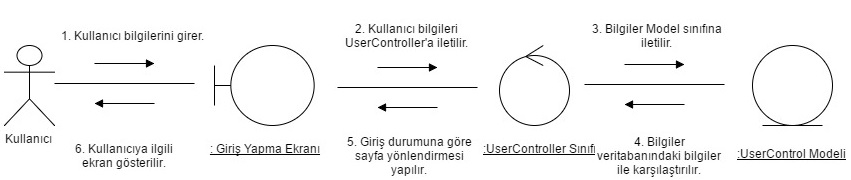 1. Kullanıcı bilgilerini girer.
2. Kullanıcı bilgileri
UserController'a iletilir.
3. Bilgiler Model sınıfına
iletilir.
Kullanıcı
6. Kullanıcıya ilgili
ekran gösterilir.
: Giriş Yapma Ekranı
5. Giriş durumuna göre
sayfa yönlendirmesi
yapılır.
:UserController Sınıfı
4. Bilgiler
veritabanındaki bilgiler
ile karşılaştırılır.
:UserControl Modeli